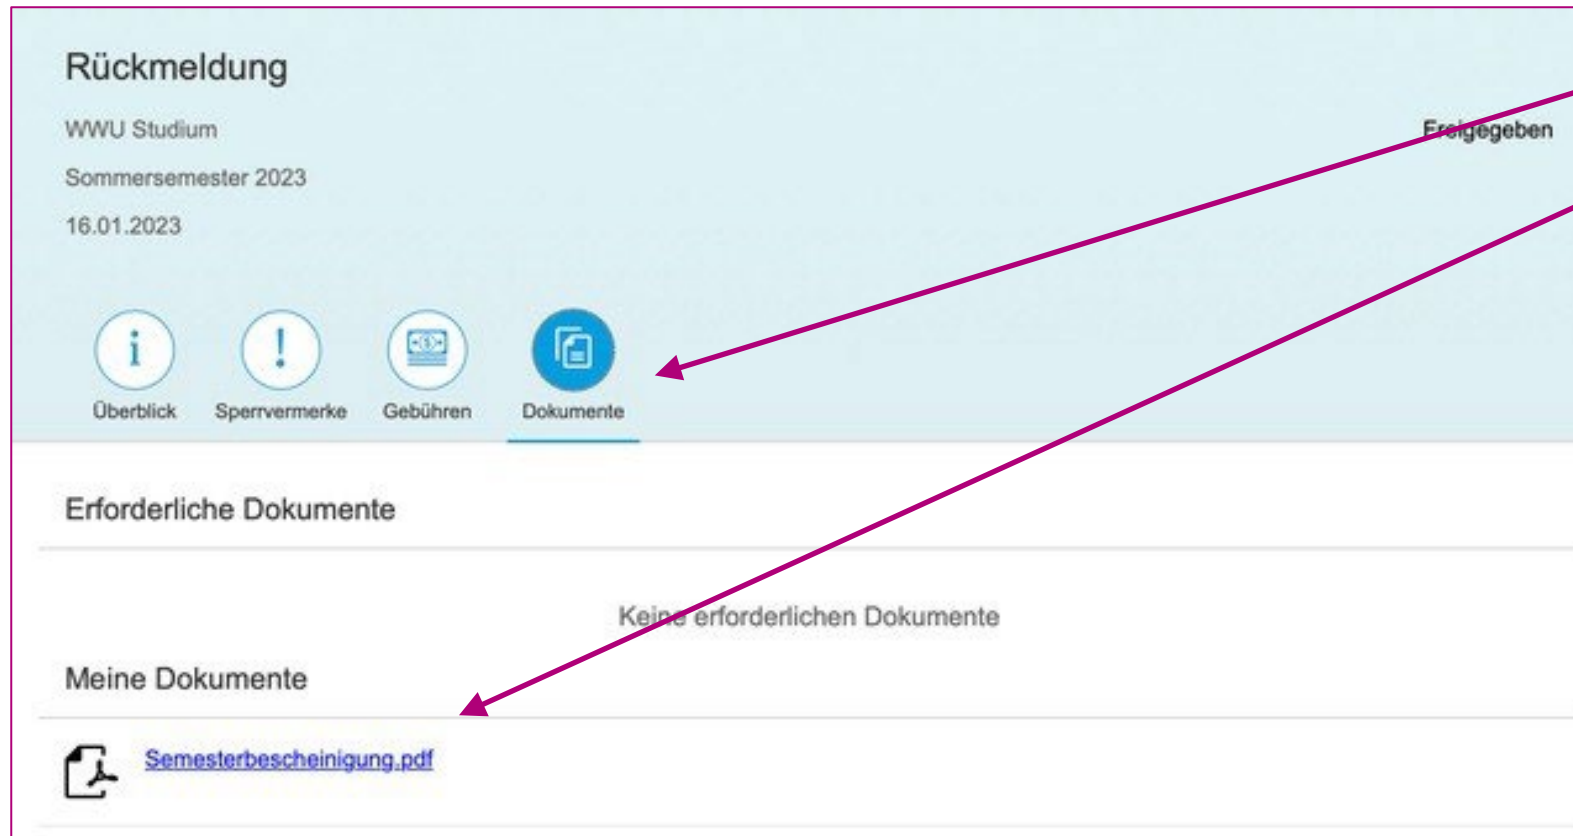 Rückmeldung
WWU Studium
Freigegeben
Sommersemester 2023
16.01.2023
Überblick
Sperrvermerke
Gebühren
Dokumente
Erforderliche Dokumente
Keine erforderlichen Dokumente
Meine Dokumente
Semesterbescheinigung.pdf